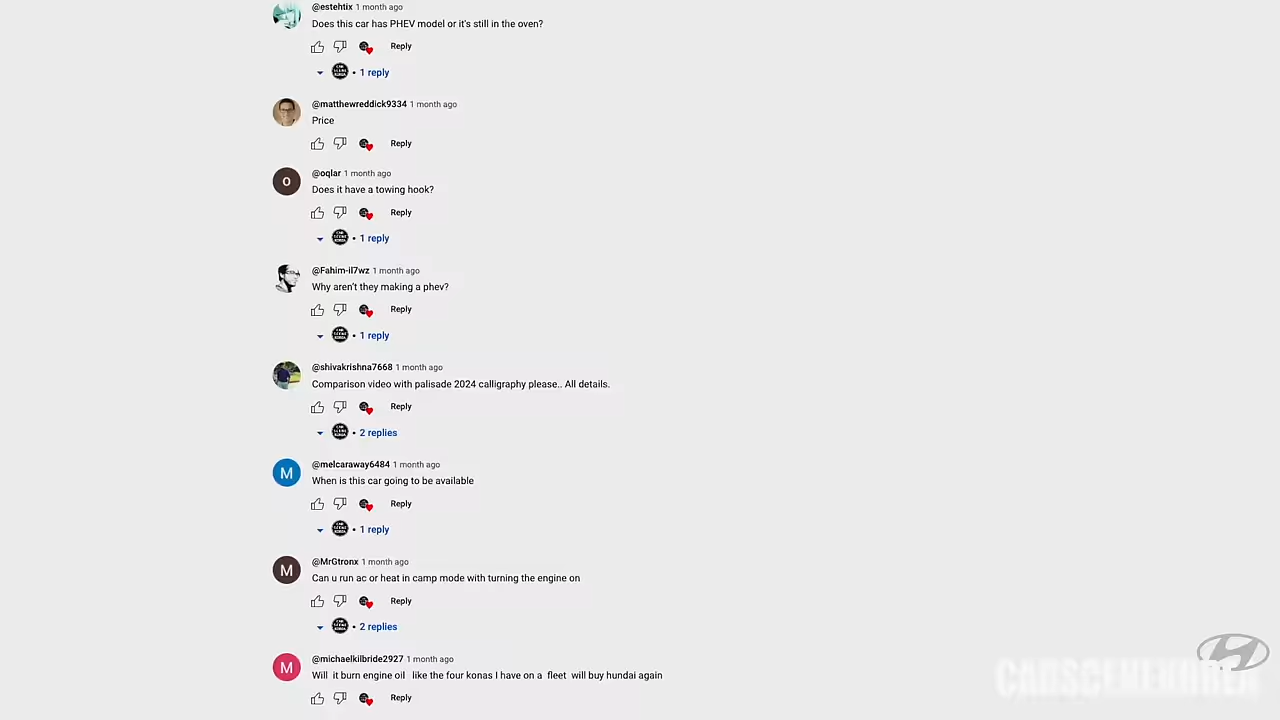 @estehtix 1 month ago
Does this car has PHEV model or it's still in the oven?
Reply
• 1 reply
@matthewreddick9334 1 month ago
Price
Reply
@oqlar 1 month ago
Does it have a towing hook?
Reply
• 1 reply
@Fahim-il7wz 1 month ago
Why aren't they making a phev?
Reply
• 1 reply
@shivakrishna7668 1 month ago
Comparison video with palisade 2024 calligraphy please.. All details.
Reply
• 2 replies
M
@melcaraway6484 1 month ago
When is this car going to be available
Reply
• 1 reply
M
@MrGtronx 1 month ago
Can u run ac or heat in camp mode with turning the engine on
Reply
• 2 replies
M
@michaelkilbride2927 1 month ago
Will it burn engine oil like the four konas I have on a fleet will buy hundai again
Reply
CARSCENEKOREA